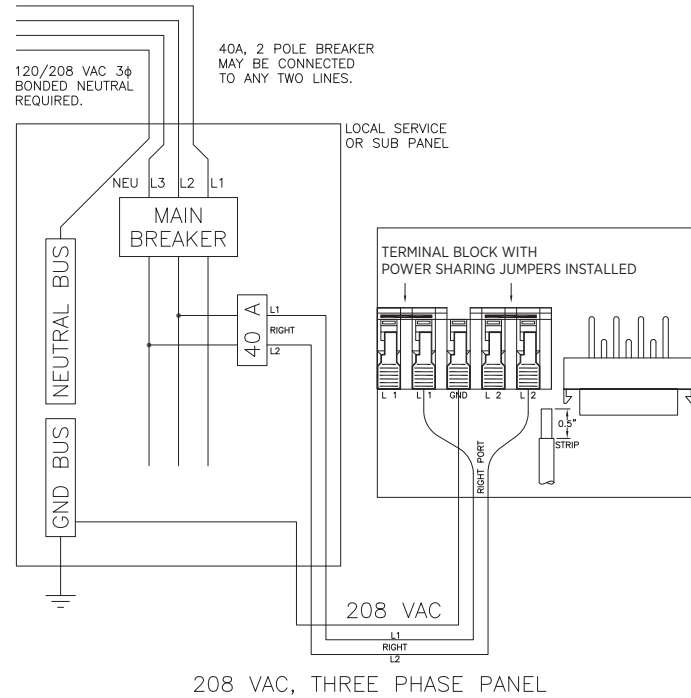 40A, 2 POLE BREAKER
MAY BE CONNECTED
TO ANY TWO LINES.
120/208 VAC 3ϕ
BONDED NEUTRAL
REQUIRED.
LOCAL SERVICE
OR SUB PANEL
NEU L3 L2 L1
MAIN
BREAKER
NEUTRAL BUS
GND BUS
40 A
L1
RIGHT
L2
TERMINAL BLOCK WITH
POWER SHARING JUMPERS INSTALLED
L 1 L 1 GND L 2 L 2
0.5"
STRIP
RIGHT PORT
208 VAC
L1
RIGHT
L2
208 VAC, THREE PHASE PANEL